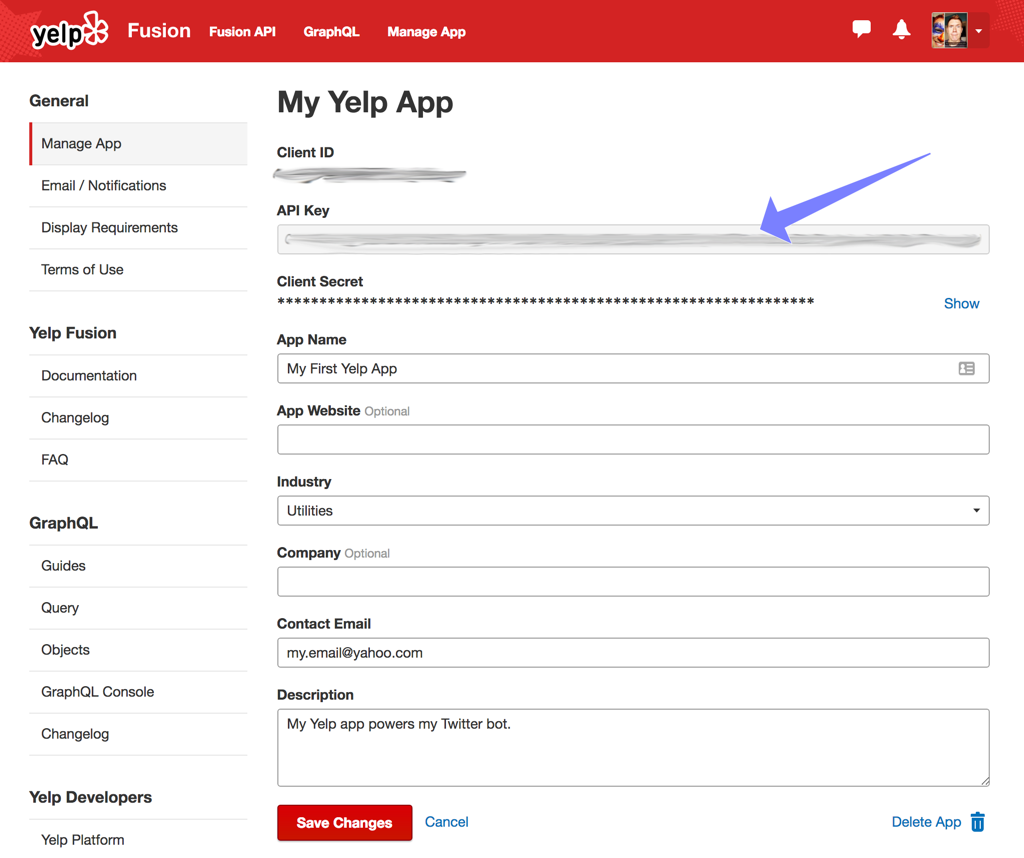 yelp Fusion Fusion API GraphQL Manage App
General
Manage App
Email / Notifications
Display Requirements
Terms of Use
Yelp Fusion
Documentation
Changelog
FAQ
GraphQL
Guides
Query
Objects
GraphQL Console
Changelog
Yelp Developers
Yelp Platform
My Yelp App
Client ID
API Key
Client Secret
**************************************************************** Show
App Name
My First Yelp App
App Website Optional
Industry
Utilities
Company Optional
Contact Email
my.email@yahoo.com
Description
My Yelp app powers my Twitter bot.
Save Changes Cancel Delete App